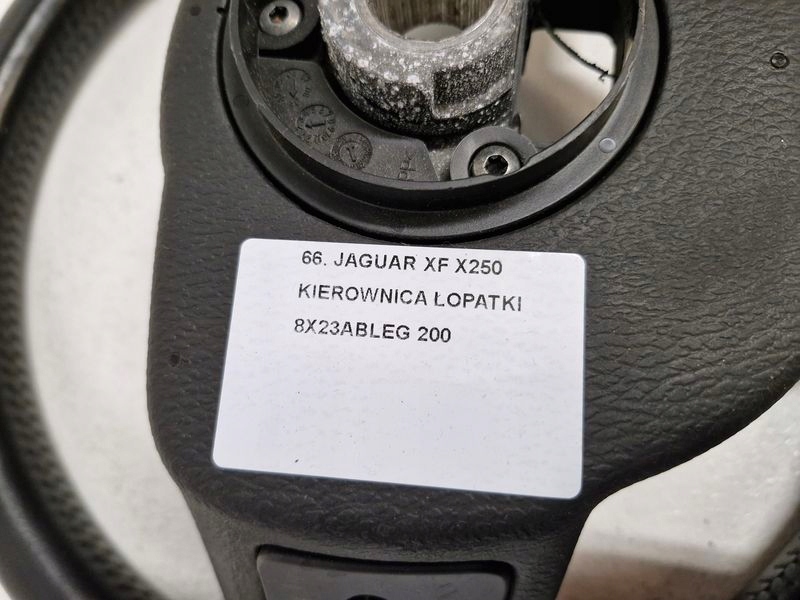 66. JAGUAR XF X250
KIEROWNICA ŁOPATKI
8X23ABLEG 200